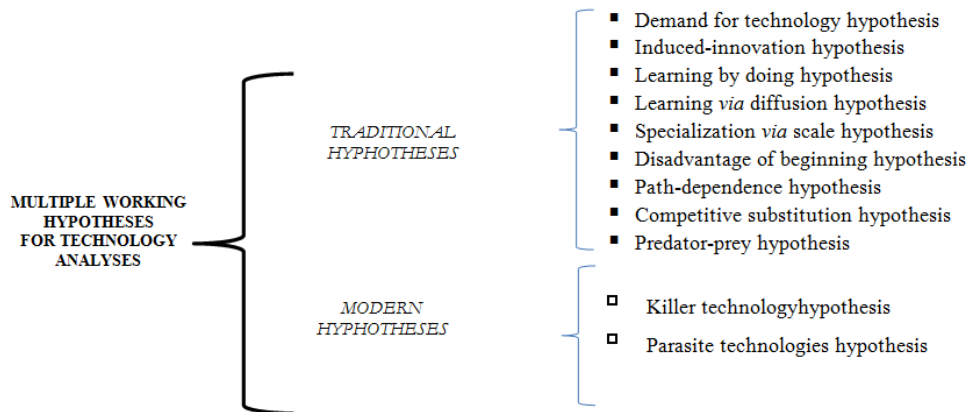 MULTIPLE WORKING
HYPOTHESES
FOR TECHNOLOGY
ANALYSES
TRADITIONAL
HYPHOTHESES
▪ Demand for technology hypothesis
▪ Induced-innovation hypothesis
▪ Learning by doing hypothesis
▪ Learning via diffusion hypothesis
▪ Specialization via scale hypothesis
▪ Disadvantage of beginning hypothesis
▪ Path-dependence hypothesis
▪ Competitive substitution hypothesis
▪ Predator-prey hypothesis
MODERN
HYPHOTHESES
Killer technologyhypothesis
Parasite technologies hypothesis